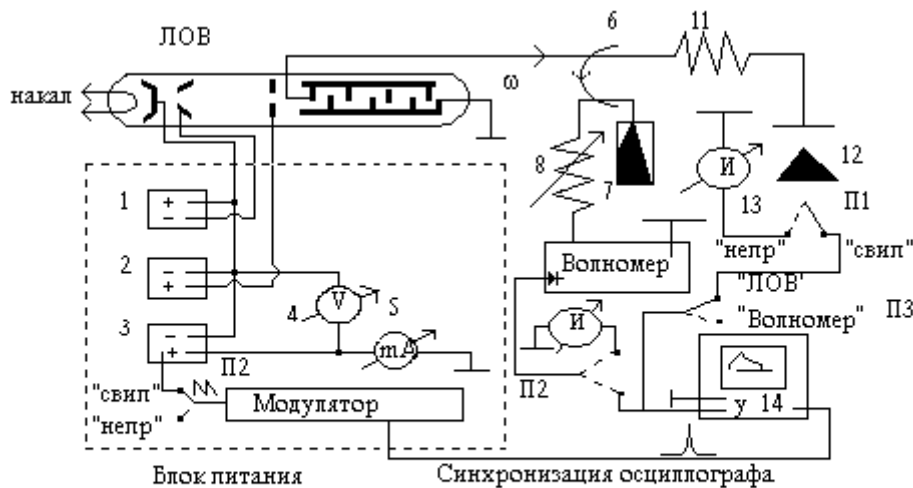 ЛОВ
6
11
накал
ω
8
7
И
12
1
+
−
13
П1
"непр"
"свип"
2
+
−
Волномер
"ЛОВ"
4
V
S
И
П3
"Волномер"
3
−
+
mA
П2
"свип"
Модулятор
П2
у 14
"непр"
Блок питания
Синхронизация осциллографа